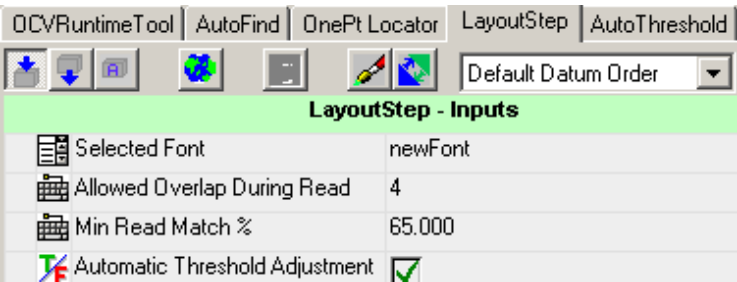 OCVRuntimeTool AutoFind OnePt Locator LayoutStep AutoThreshold
A Default Datum Order
LayoutStep - Inputs
Selected Font newFont
Allowed Overlap During Read 4
Min Read Match % 65.000
T/F Automatic Threshold Adjustment